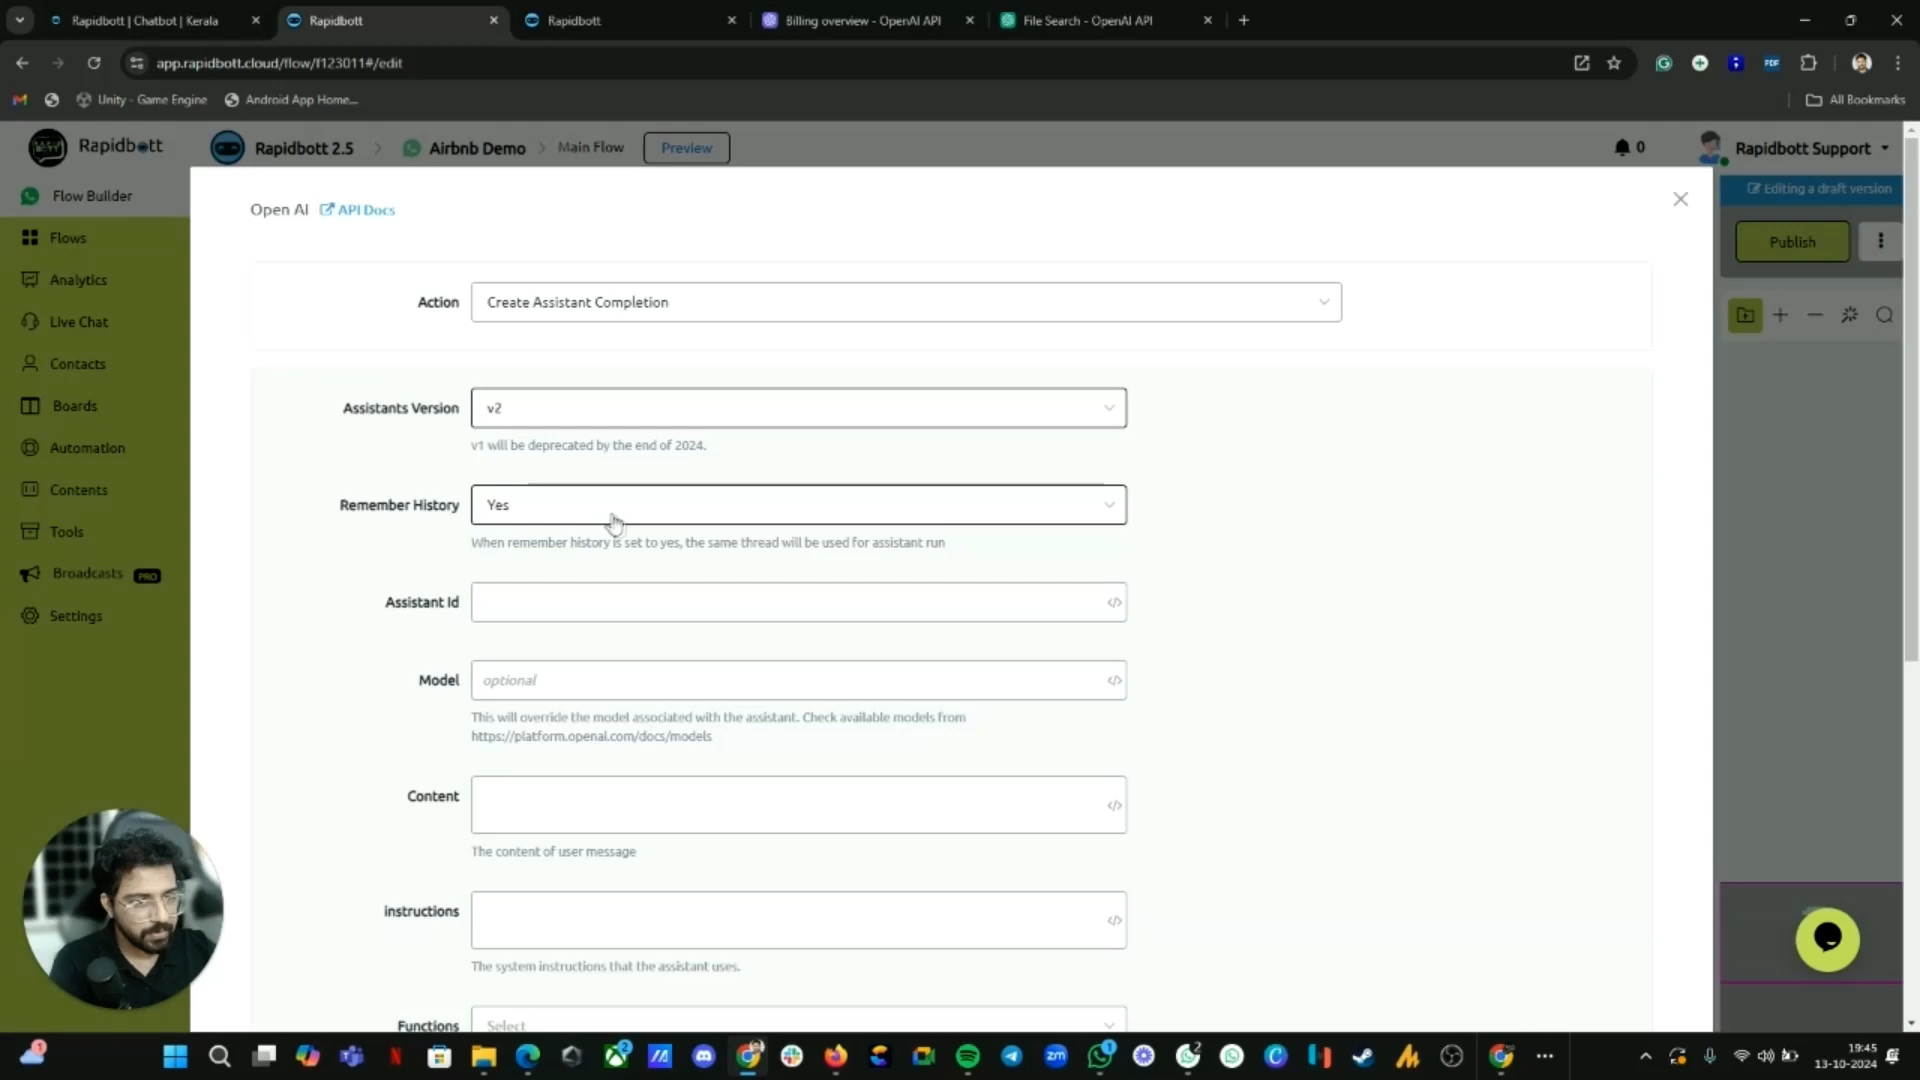 Rapidbott | Chatbot | Kerala
Rapidbott
Rapidbott
Billing overview - OpenAI API
File Search - OpenAI API
app.rapidbott.cloud/flow/f123011#/edit
Unity - Game Engine
Android App Home...
All Bookmarks
Rapidbott
Rapidbott 2.5
Airbnb Demo
Main Flow
Preview
0
Rapidbott Support
Flow Builder
Flows
Analytics
Live Chat
Contacts
Boards
Automation
Contents
Tools
Broadcasts PRO
Settings
Editing a draft version
Publish
Open AI API Docs
Action
Create Assistant Completion
Assistants Version
v2
v1 will be deprecated by the end of 2024.
Remember History
Yes
When remember history is set to yes, the same thread will be used for assistant run
Assistant Id
Model
optional
This will override the model associated with the assistant. Check available models from
https://platform.openai.com/docs/models
Content
The content of user message
instructions
The system instructions that the assistant uses.
Functions
Select
19:45
13-10-2024